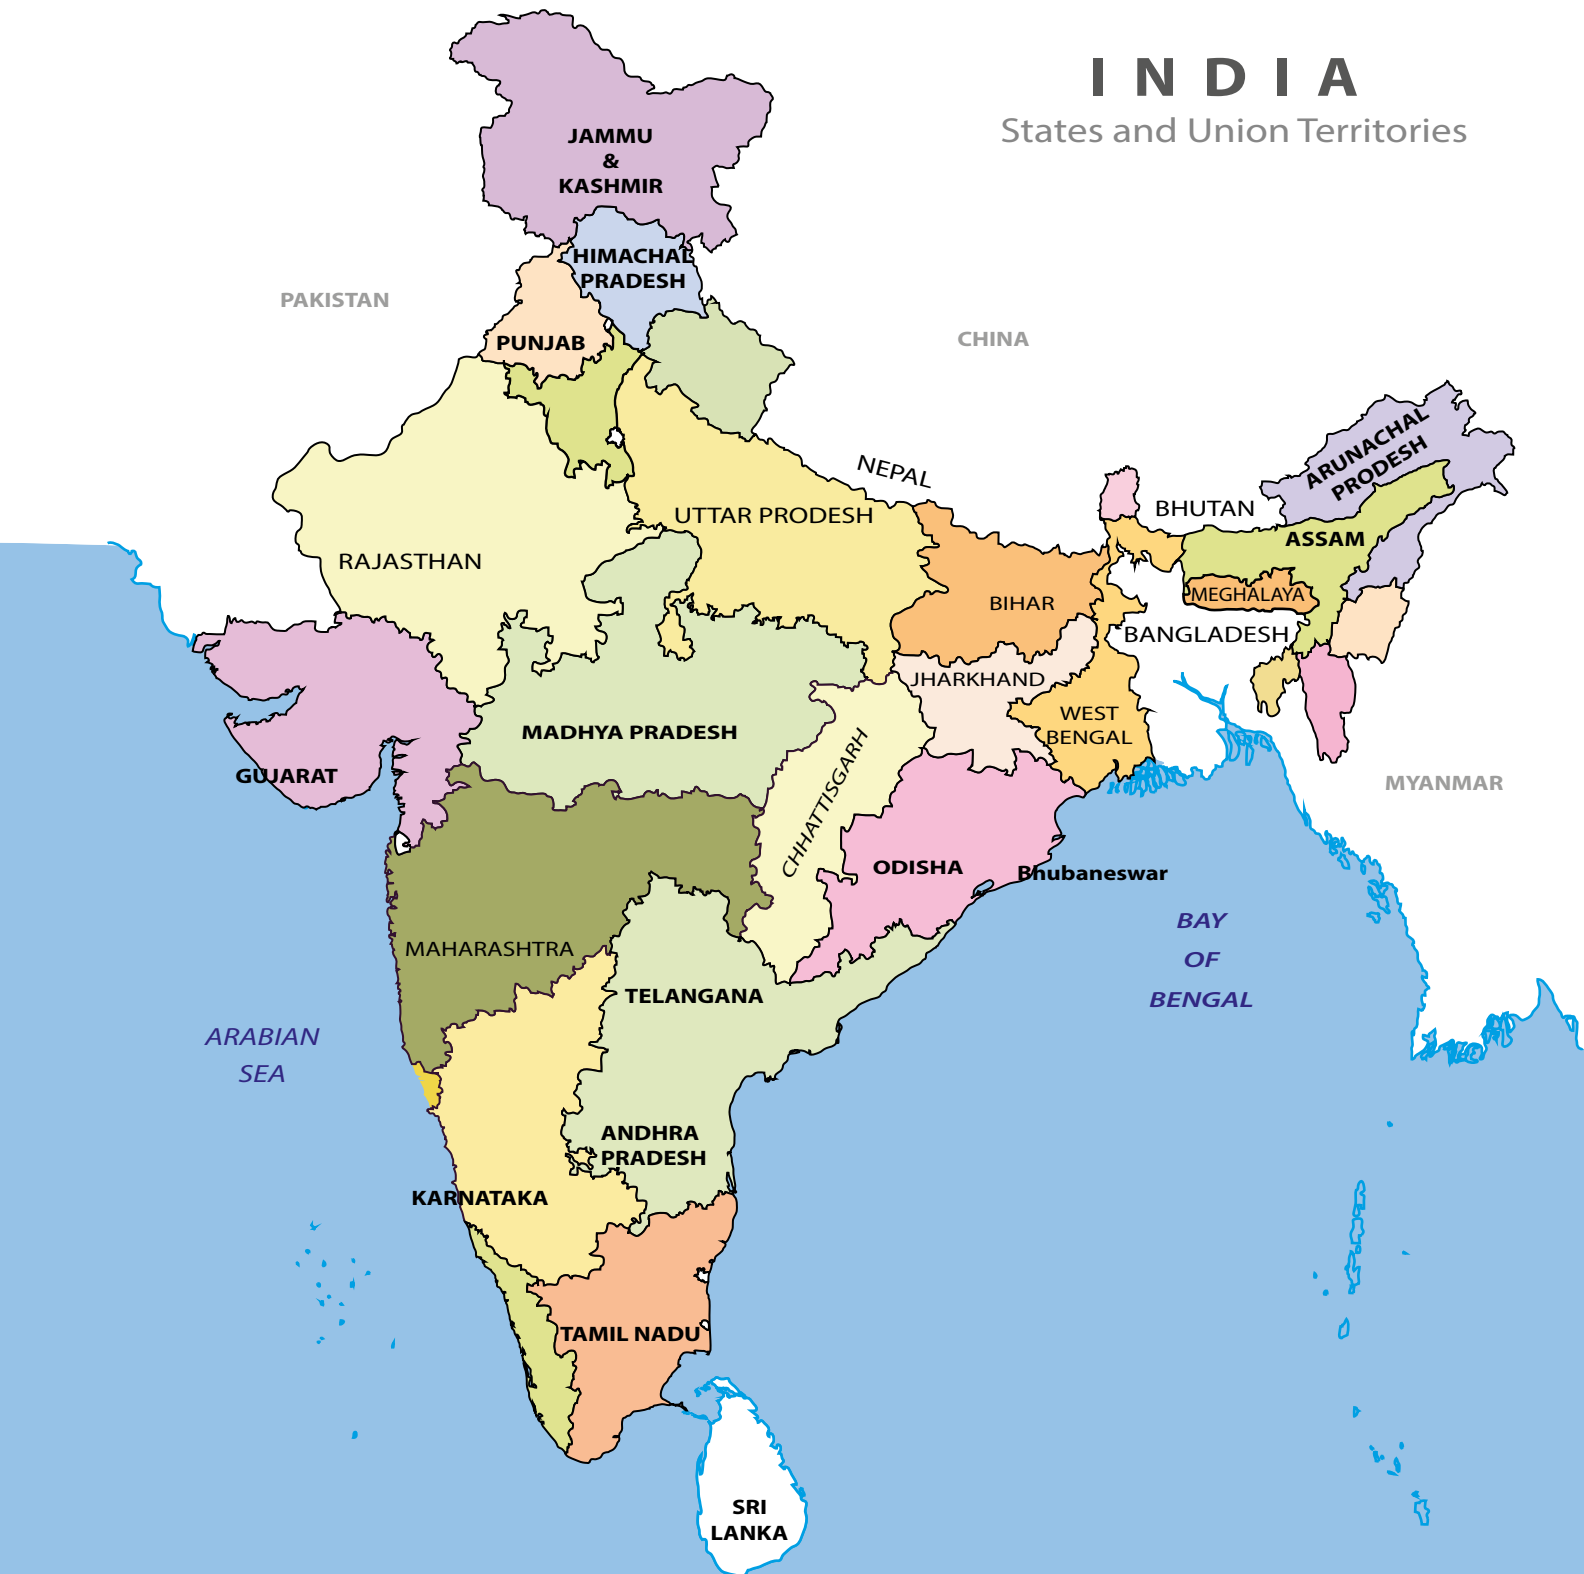 INDIA
States and Union Territories
JAMMU
&
KASHMIR
HIMACHAL
PRADESH
PAKISTAN
PUNJAB
CHINA
NEPAL
ARUNACHAL
PRODESH
BHUTAN
UTTAR PRODESH
ASSAM
RAJASTHAN
MEGHALAYA
BIHAR
BANGLADESH
JHARKHAND
WEST
BENGAL
MADHYA PRADESH
GUJARAT
MYANMAR
CHHATTISGARH
ODISHA
Bhubaneswar
BAY
OF
BENGAL
MAHARASHTRA
TELANGANA
ARABIAN
SEA
ANDHRA
PRADESH
KARNATAKA
TAMIL NADU
SRI
LANKA